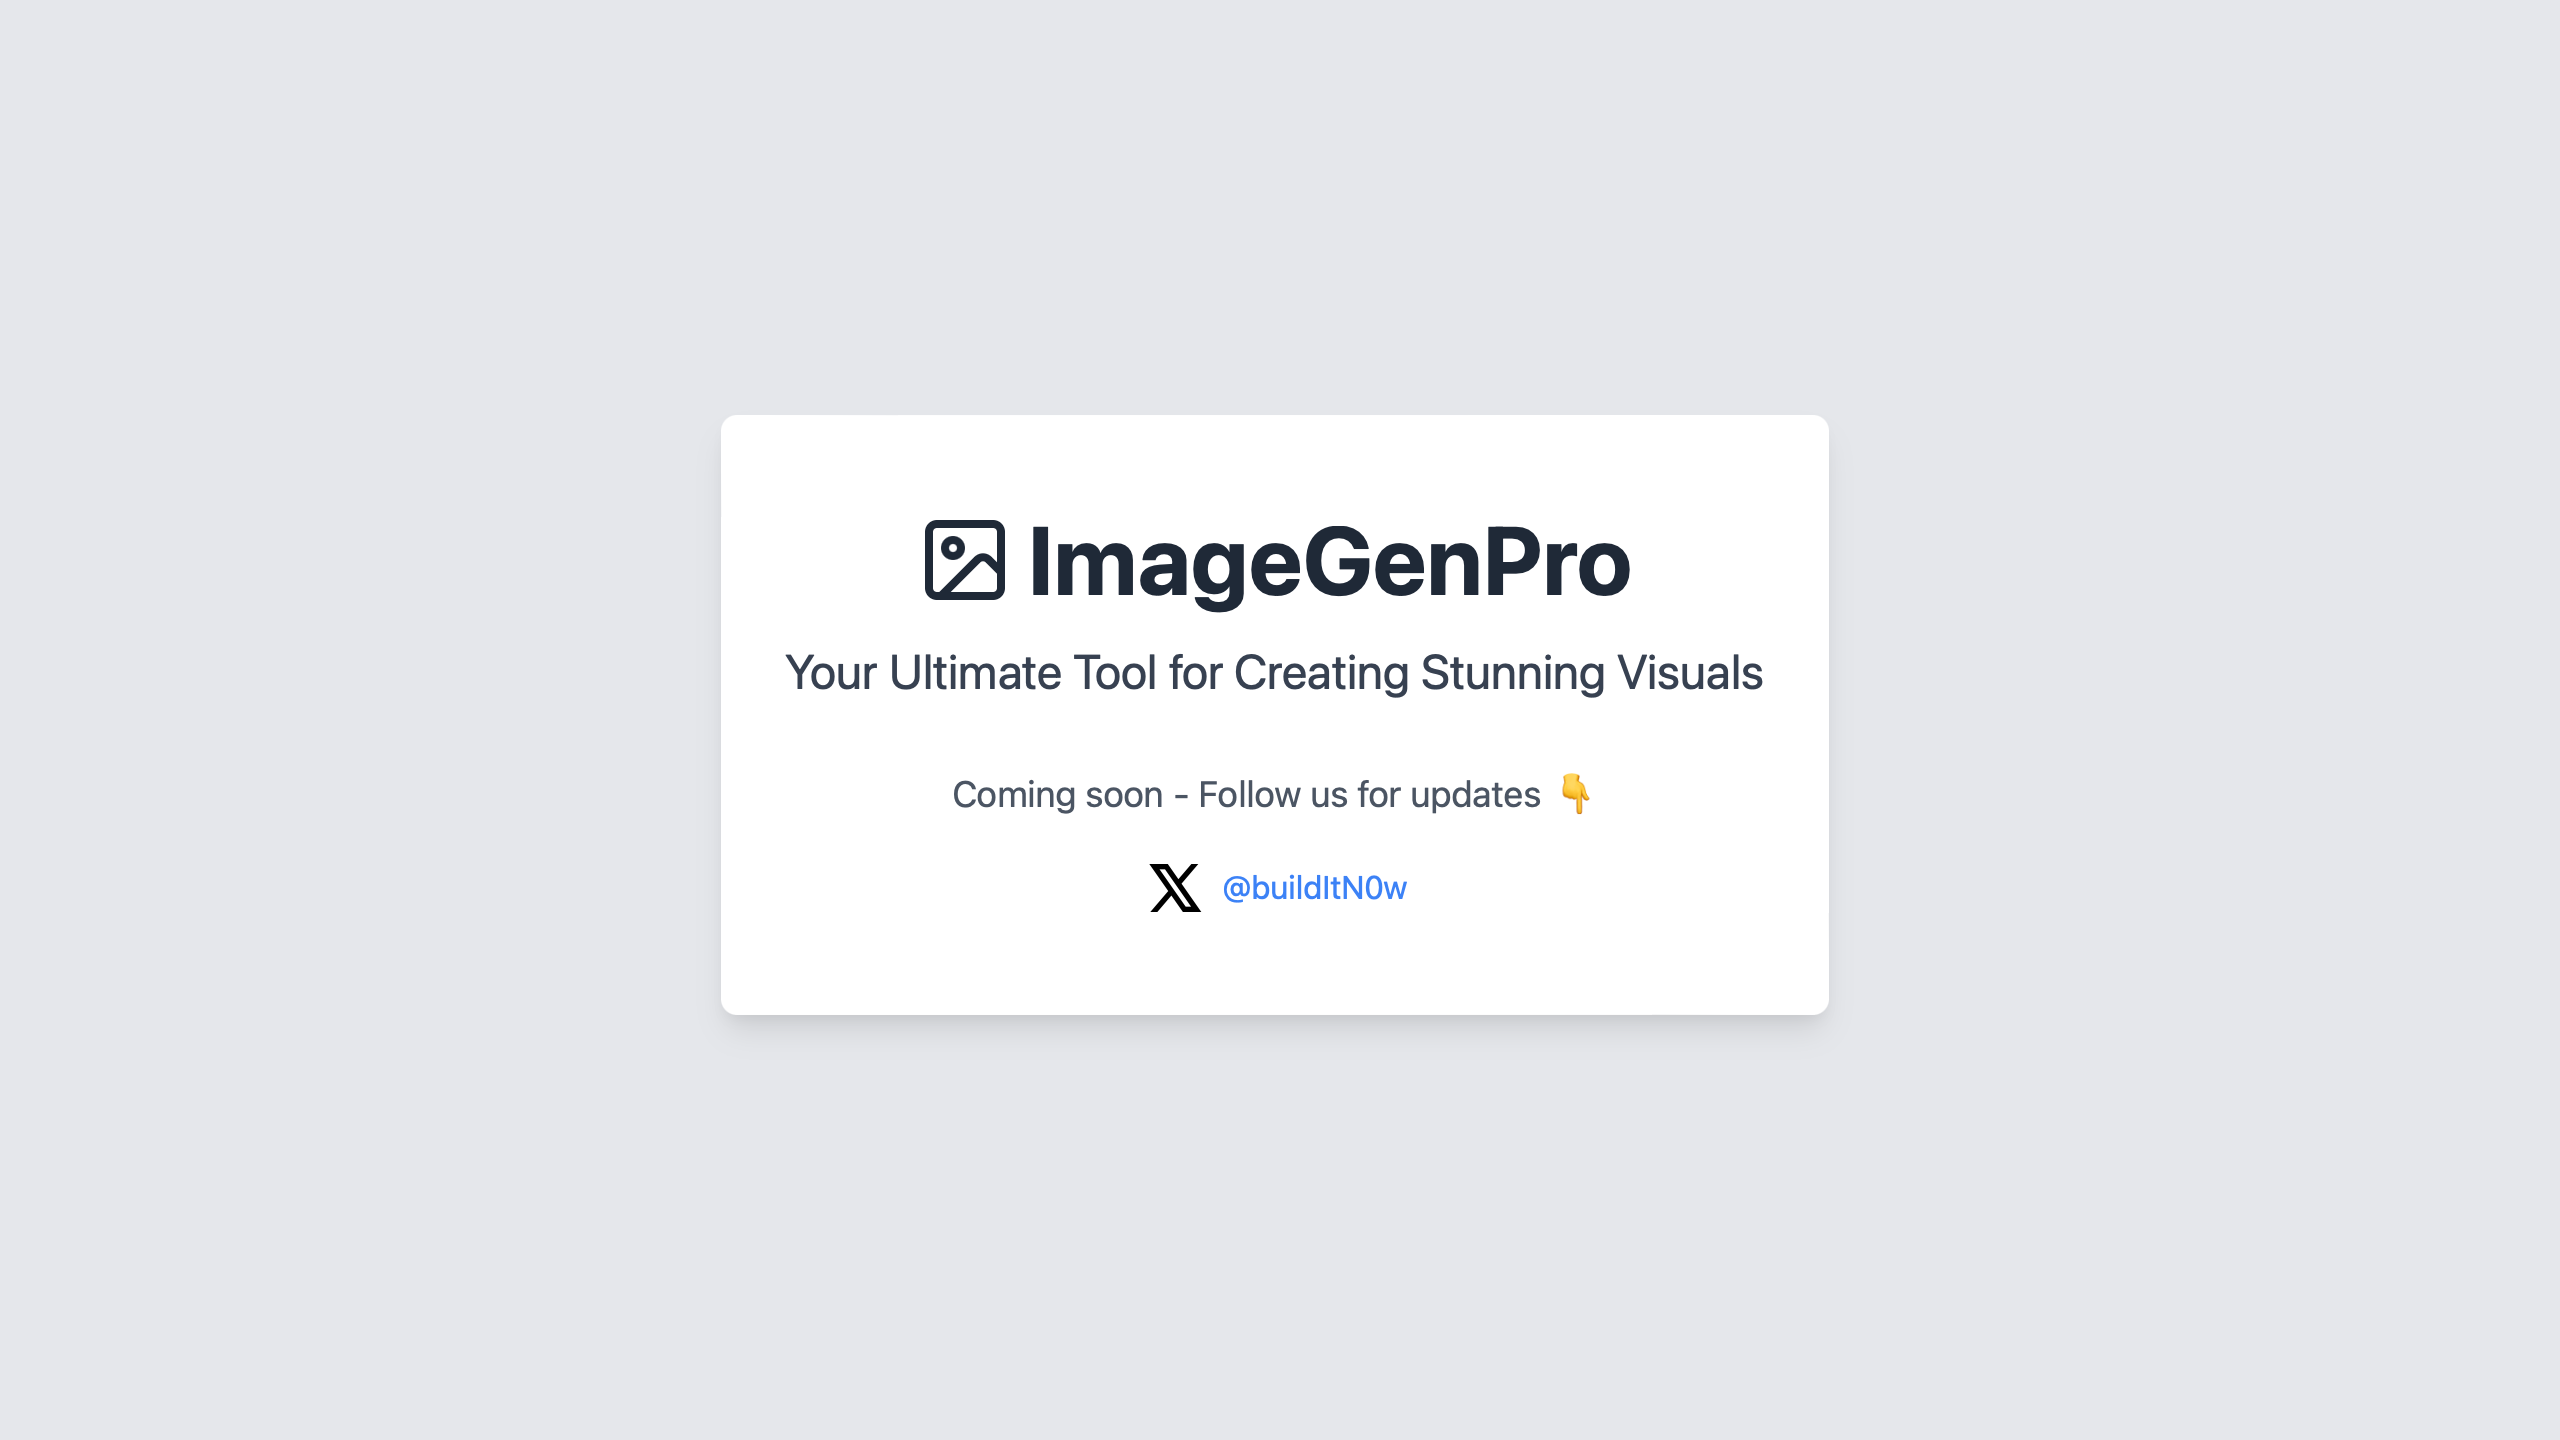 ImageGenPro
Your Ultimate Tool for Creating Stunning Visuals
Coming soon - Follow us for updates 👇
@buildItN0w